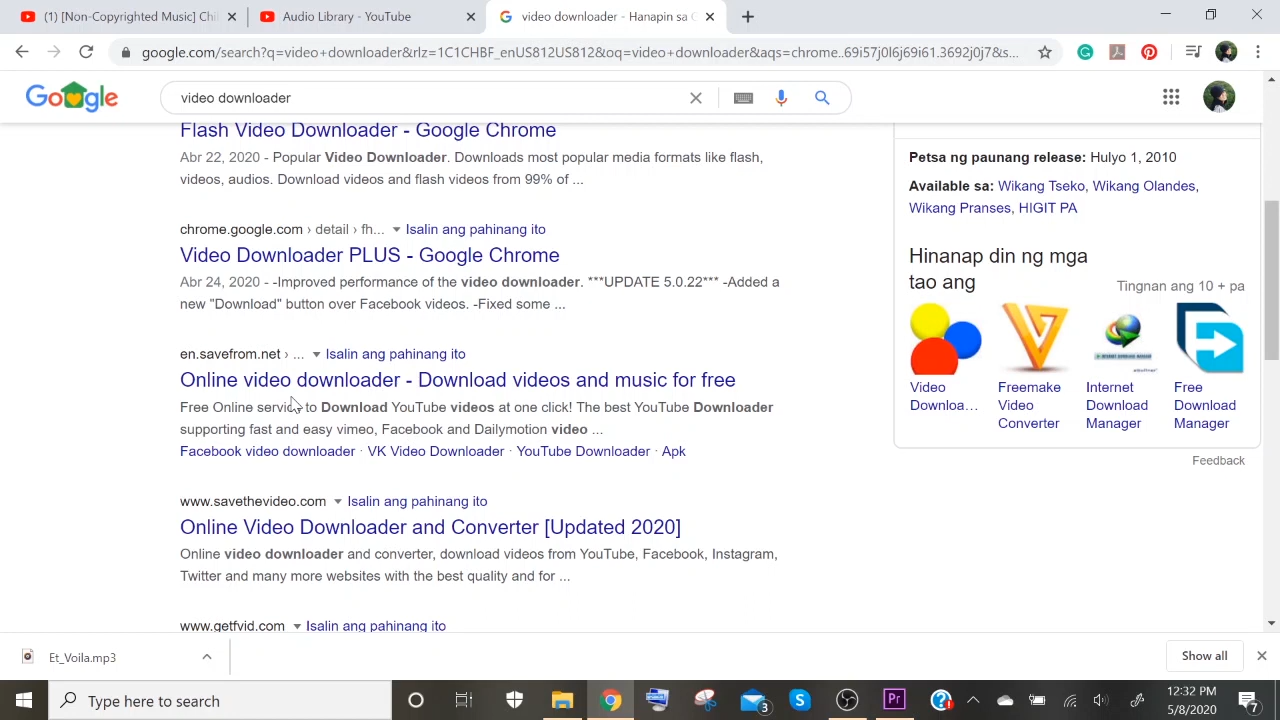 (1) [Non-Copyrighted Music] Chi
Audio Library - YouTube
video downloader - Hanapin sa G
google.com/search?q=video+downloader&rlz=1C1CHBF_enUS812US812&oq=video+downloader&aqs=chrome..69i57j0l6j69i61.3692j0j7&s...
Google
video downloader
Flash Video Downloader - Google Chrome
Abr 22, 2020 - Popular Video Downloader. Downloads most popular media formats like flash,
videos, audios. Download videos and flash videos from 99% of ...
chrome.google.com › detail › fh... Isalin ang pahinang ito
Video Downloader PLUS - Google Chrome
Abr 24, 2020 - -Improved performance of the video downloader. ***UPDATE 5.0.22*** -Added a
new "Download" button over Facebook videos. -Fixed some ...
en.savefrom.net › ... Isalin ang pahinang ito
Online video downloader - Download videos and music for free
Free Online service to Download YouTube videos at one click! The best YouTube Downloader
supporting fast and easy vimeo, Facebook and Dailymotion video ...
Facebook video downloader · VK Video Downloader · YouTube Downloader · Apk
www.savethevideo.com Isalin ang pahinang ito
Online Video Downloader and Converter [Updated 2020]
Online video downloader and converter, download videos from YouTube, Facebook, Instagram,
Twitter and many more websites with the best quality and for ...
www.getfvid.com Isalin ang pahinang ito
Petsa ng paunang release: Hulyo 1, 2010
Available sa: Wikang Tseko, Wikang Olandes,
Wikang Pranses, HIGIT PA
Hinanap din ng mga
tao ang
Tingnan ang 10 + pa
Video
Downloa...
Freemake
Video
Converter
Internet
Download
Manager
Free
Download
Manager
Feedback
Et_Voila.mp3
Show all
Type here to search
3
Pr
12:32 PM
5/8/2020
7